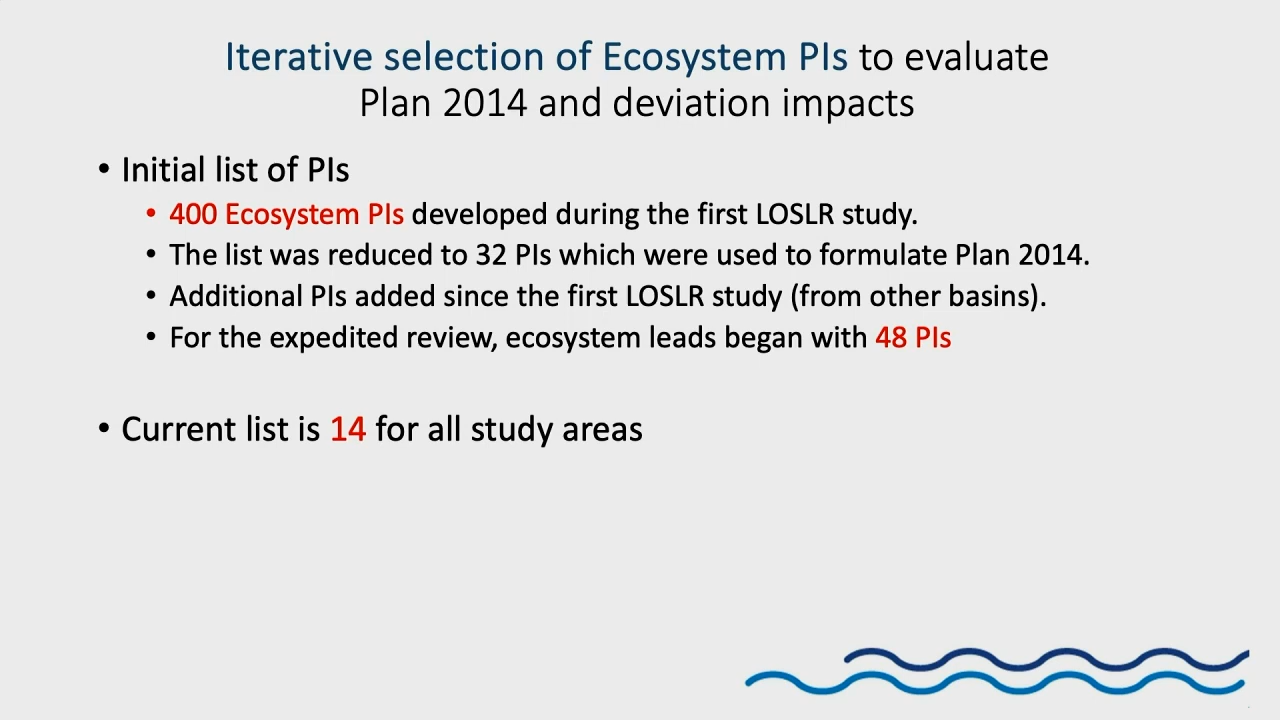 Iterative selection of Ecosystem PIs to evaluate
Plan 2014 and deviation impacts
• Initial list of PIs
• 400 Ecosystem PIs developed during the first LOSLR study.
• The list was reduced to 32 PIs which were used to formulate Plan 2014.
• Additional PIs added since the first LOSLR study (from other basins).
• For the expedited review, ecosystem leads began with 48 PIs
• Current list is 14 for all study areas